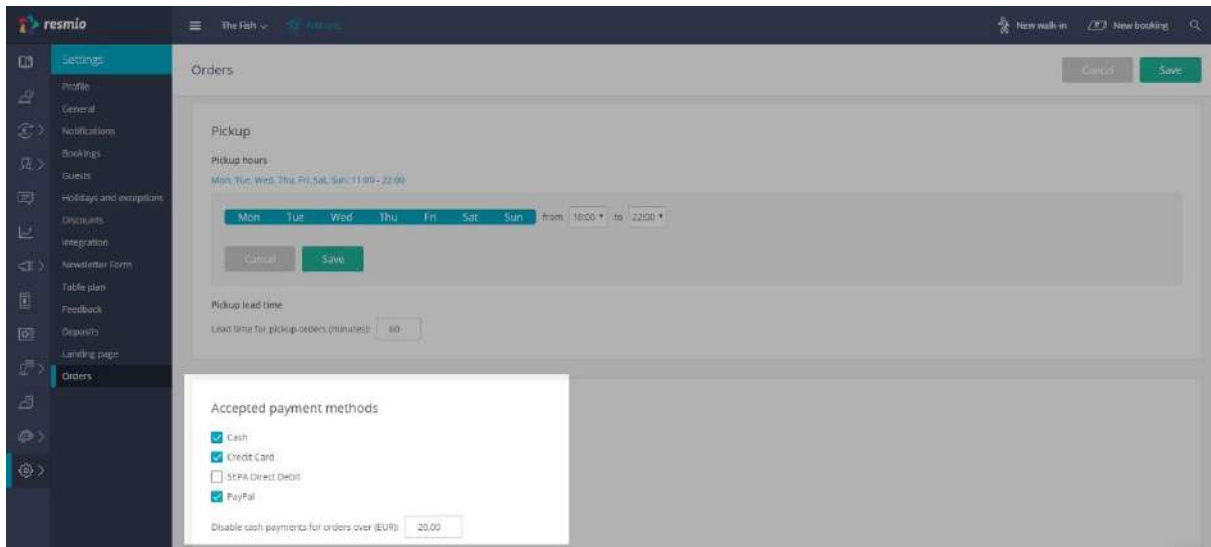 resmio
The Fish
New walk-in
New booking
Settings
Profile
General
Notifications
Bookings
Guests
Holidays and exceptions
Discounts
Integration
Newsletter Form
Table plan
Feedback
Deposits
Landing page
Orders
Orders
Cancel Save
Pickup
Pickup hours
Mon, Tue, Wed, Thu, Fri, Sat, Sun: 11:00 - 22:00
Mon Tue Wed Thu Fri Sat Sun from 18:00 to 22:00
Cancel Save
Pickup lead time
Lead time for pickup orders (minutes): 60
Accepted payment methods
Cash
Credit Card
SEPA Direct Debit
PayPal
Disable cash payments for orders over (EUR): 20,00